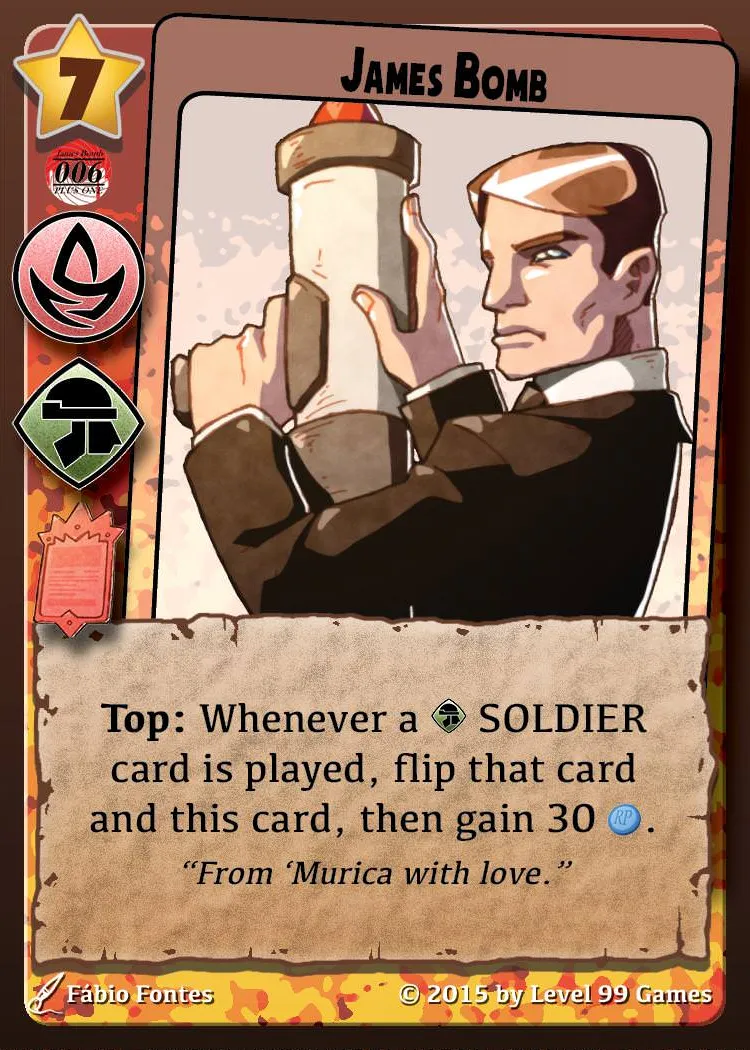 James Bomb
7
James Bomb
006
PLUS ONE
Top: Whenever a SOLDIER
card is played, flip that card
and this card, then gain 30 RP.
“From ‘Murica with love.”
Fábio Fontes
© 2015 by Level 99 Games